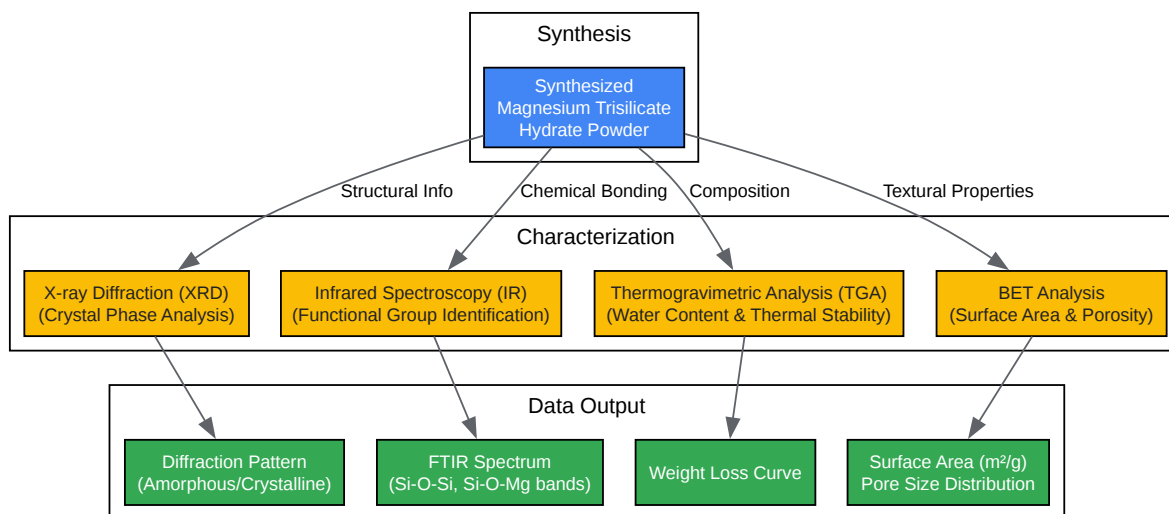 Synthesis
Synthesized
Magnesium Trisilicate
Hydrate Powder
Structural Info
Chemical Bonding
Composition
Textural Properties
Characterization
X-ray Diffraction (XRD)
(Crystal Phase Analysis)
Infrared Spectroscopy (IR)
(Functional Group Identification)
Thermogravimetric Analysis (TGA)
(Water Content & Thermal Stability)
BET Analysis
(Surface Area & Porosity)
Data Output
Diffraction Pattern
(Amorphous/Crystalline)
FTIR Spectrum
(Si-O-Si, Si-O-Mg bands)
Weight Loss Curve
Surface Area (m²/g)
Pore Size Distribution